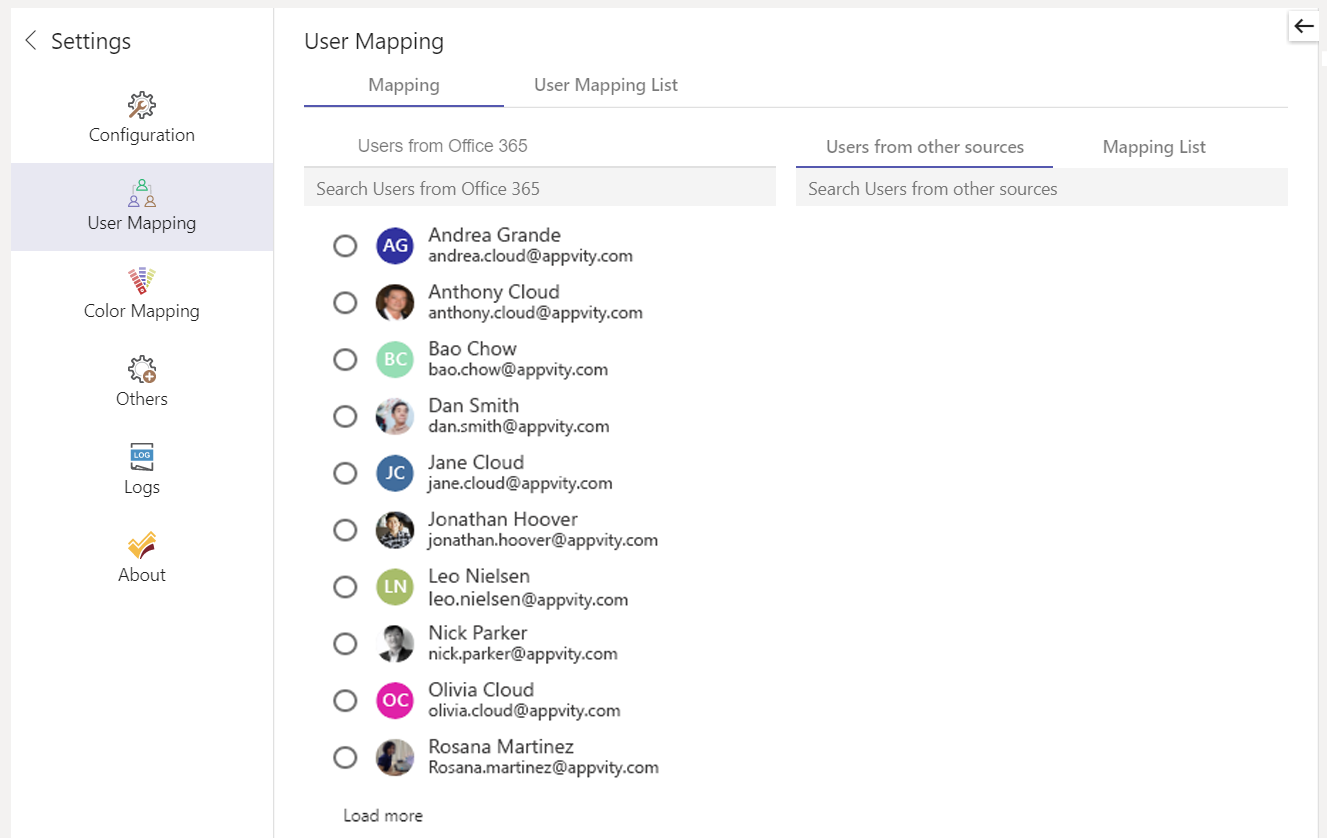 Settings
Configuration
User Mapping
Color Mapping
Others
LOG
Logs
About
User Mapping
Mapping
User Mapping List
Users from Office 365
Search Users from Office 365
AG
Andrea Grande
andrea.cloud@appvity.com
Anthony Cloud
anthony.cloud@appvity.com
BC
Bao Chow
bao.chow@appvity.com
Dan Smith
dan.smith@appvity.com
JC
Jane Cloud
jane.cloud@appvity.com
Jonathan Hoover
jonathan.hoover@appvity.com
LN
Leo Nielsen
leo.nielsen@appvity.com
Nick Parker
nick.parker@appvity.com
OC
Olivia Cloud
olivia.cloud@appvity.com
Rosana Martinez
Rosana.martinez@appvity.com
Load more
Users from other sources
Mapping List
Search Users from other sources